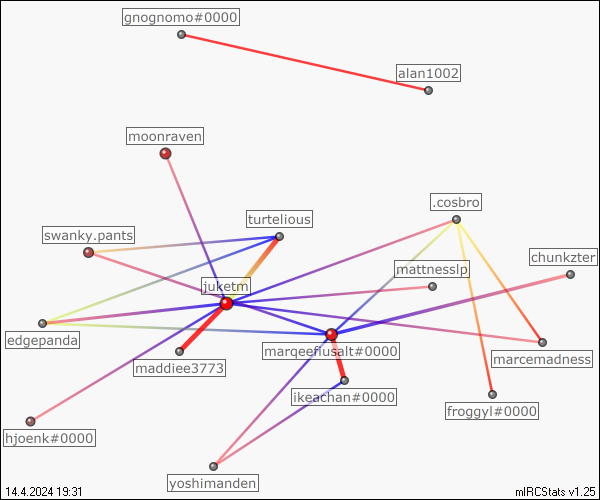 gnognomo#0000
alan1002
moonraven
.cosbro
turtelious
swanky.pants
chunkzter
mattnesslp
juketm
edgepanda
marqeeflusalt#0000
marcemadness
maddiee3773
ikeachan#0000
froggyl#0000
hjoenk#0000
yoshimanden
14.4.2024 19:31
mIRCStats v1.25